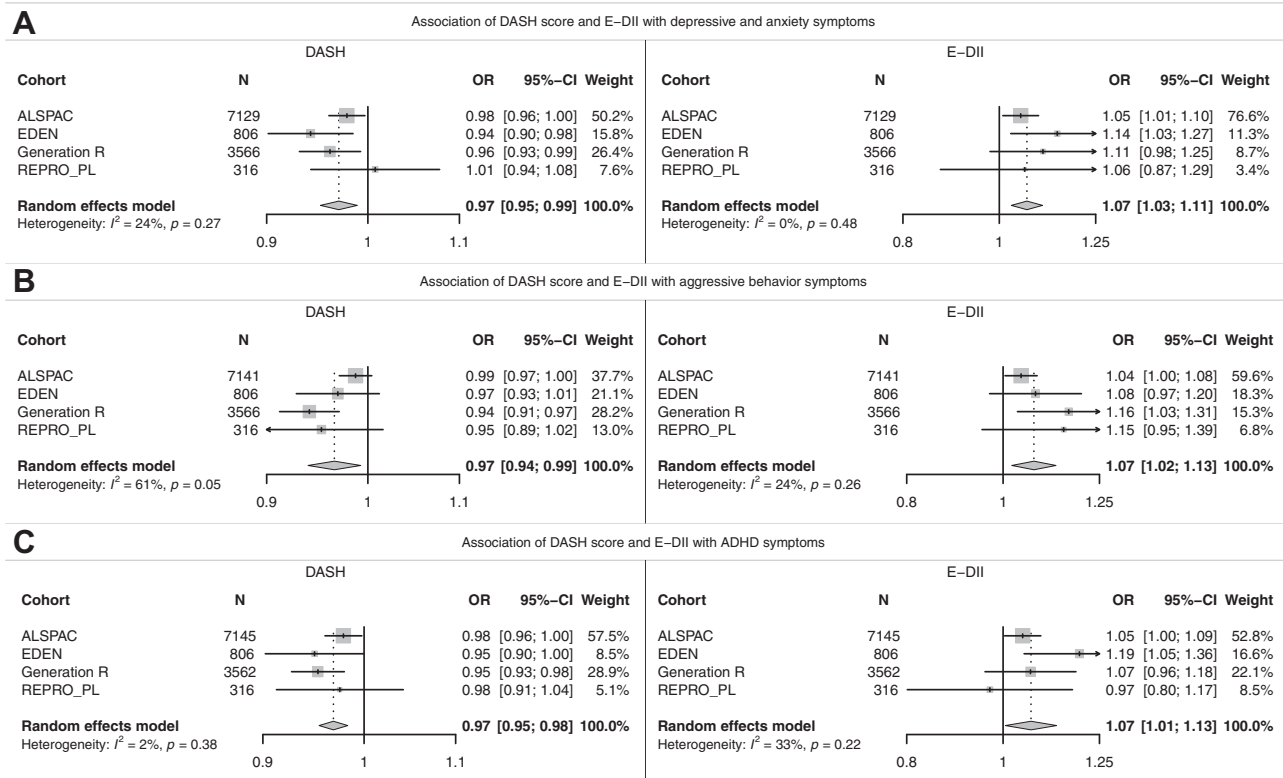 A Association of DASH score and E−DII with depressive and anxiety symptoms
DASH
Cohort N OR 95%−CI Weight
ALSPAC 7129 0.98 [0.96; 1.00] 50.2%
EDEN 806 0.94 [0.90; 0.98] 15.8%
Generation R 3566 0.96 [0.93; 0.99] 26.4%
REPRO_PL 316 1.01 [0.94; 1.08] 7.6%
Random effects model 0.97 [0.95; 0.99] 100.0%
Heterogeneity: I² = 24%, p = 0.27
0.9 1 1.1
E−DII
Cohort N OR 95%−CI Weight
ALSPAC 7129 1.05 [1.01; 1.10] 76.6%
EDEN 806 1.14 [1.03; 1.27] 11.3%
Generation R 3566 1.11 [0.98; 1.25] 8.7%
REPRO_PL 316 1.06 [0.87; 1.29] 3.4%
Random effects model 1.07 [1.03; 1.11] 100.0%
Heterogeneity: I² = 0%, p = 0.48
0.8 1 1.25
B Association of DASH score and E−DII with aggressive behavior symptoms
DASH
Cohort N OR 95%−CI Weight
ALSPAC 7141 0.99 [0.97; 1.00] 37.7%
EDEN 806 0.97 [0.93; 1.01] 21.1%
Generation R 3566 0.94 [0.91; 0.97] 28.2%
REPRO_PL 316 0.95 [0.89; 1.02] 13.0%
Random effects model 0.97 [0.94; 0.99] 100.0%
Heterogeneity: I² = 61%, p = 0.05
0.9 1 1.1
E−DII
Cohort N OR 95%−CI Weight
ALSPAC 7141 1.04 [1.00; 1.08] 59.6%
EDEN 806 1.08 [0.97; 1.20] 18.3%
Generation R 3566 1.16 [1.03; 1.31] 15.3%
REPRO_PL 316 1.15 [0.95; 1.39] 6.8%
Random effects model 1.07 [1.02; 1.13] 100.0%
Heterogeneity: I² = 24%, p = 0.26
0.8 1 1.25
C Association of DASH score and E−DII with ADHD symptoms
DASH
Cohort N OR 95%−CI Weight
ALSPAC 7145 0.98 [0.96; 1.00] 57.5%
EDEN 806 0.95 [0.90; 1.00] 8.5%
Generation R 3562 0.95 [0.93; 0.98] 28.9%
REPRO_PL 316 0.98 [0.91; 1.04] 5.1%
Random effects model 0.97 [0.95; 0.98] 100.0%
Heterogeneity: I² = 2%, p = 0.38
0.9 1 1.1
E−DII
Cohort N OR 95%−CI Weight
ALSPAC 7145 1.05 [1.00; 1.09] 52.8%
EDEN 806 1.19 [1.05; 1.36] 16.6%
Generation R 3562 1.07 [0.96; 1.18] 22.1%
REPRO_PL 316 0.97 [0.80; 1.17] 8.5%
Random effects model 1.07 [1.01; 1.13] 100.0%
Heterogeneity: I² = 33%, p = 0.22
0.8 1 1.25